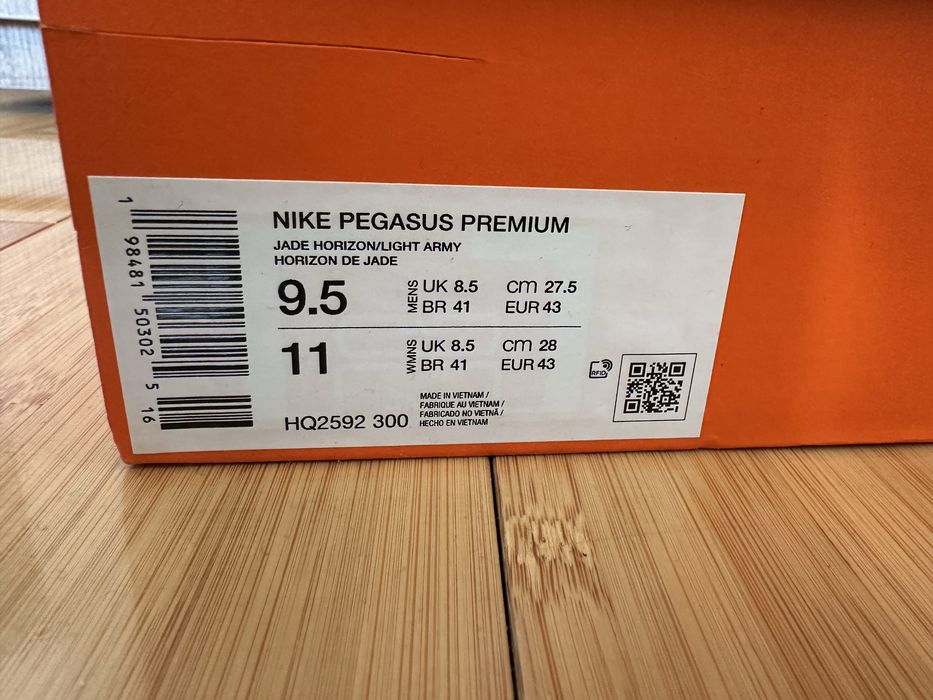 NIKE PEGASUS PREMIUM
JADE HORIZON/LIGHT ARMY
HORIZON DE JADE
9.5 MENS UK 8.5 cm 27.5
BR 41 EUR 43
11 WMNS UK 8.5 cm 28
BR 41 EUR 43
HQ2592 300
MADE IN VIETNAM /
FABRIQUE AU VIETNAM /
FABRICADO NO VIETNÃ /
HECHO EN VIETNAM
RFID
1 98481 50302 5 16